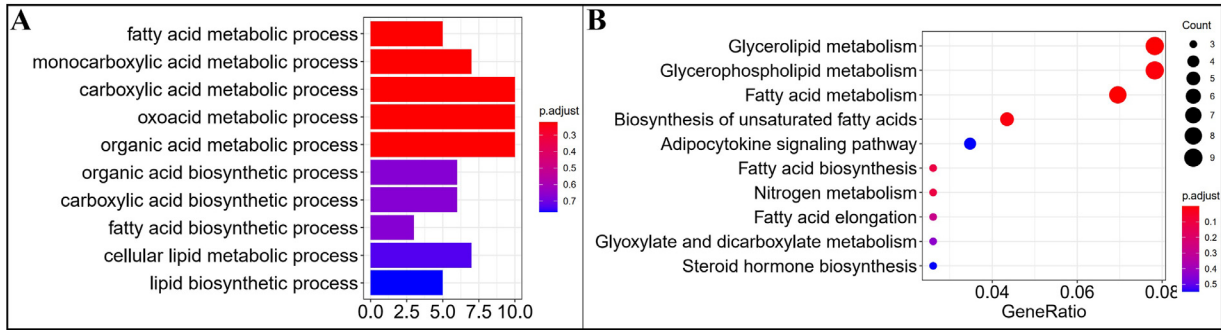 A
fatty acid metabolic process
monocarboxylic acid metabolic process
carboxylic acid metabolic process
oxoacid metabolic process
organic acid metabolic process
organic acid biosynthetic process
carboxylic acid biosynthetic process
fatty acid biosynthetic process
cellular lipid metabolic process
lipid biosynthetic process
0.0 2.5 5.0 7.5 10.0
p.adjust
0.3
0.4
0.5
0.6
0.7
B
Glycerolipid metabolism
Glycerophospholipid metabolism
Fatty acid metabolism
Biosynthesis of unsaturated fatty acids
Adipocytokine signaling pathway
Fatty acid biosynthesis
Nitrogen metabolism
Fatty acid elongation
Glyoxylate and dicarboxylate metabolism
Steroid hormone biosynthesis
0.04 0.06 0.08
GeneRatio
Count
3
4
5
6
7
8
9
p.adjust
0.1
0.2
0.3
0.4
0.5